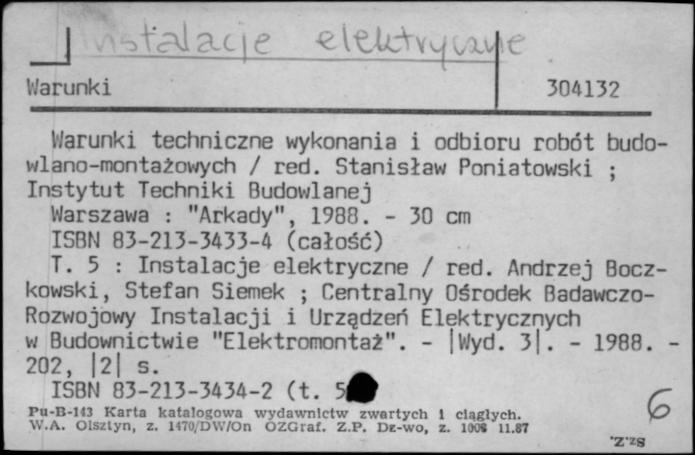 Instalacje elektryczne
Warunki 304132
Warunki techniczne wykonania i odbioru robót budo-
wlano-montażowych / red. Stanisław Poniatowski ;
Instytut Techniki Budowlanej
Warszawa : "Arkady", 1988. - 30 cm
ISBN 83-213-3433-4 (całość)
T. 5 : Instalacje elektryczne / red. Andrzej Bocz-
kowski, Stefan Siemek ; Centralny Ośrodek Badawczo-
Rozwojowy Instalacji i Urządzeń Elektrycznych
w Budownictwie "Elektromontaż". - |Wyd. 3|. - 1988. -
202, |2| s.
ISBN 83-213-3434-2 (t. 5
6
Pu-B-143 Karta katalogowa wydawnictw zwartych i ciągłych.
W.A. Olsztyn, z. 1470/DW/On OZGraf. Z.P. Dz-wo, z. 1008 11.87